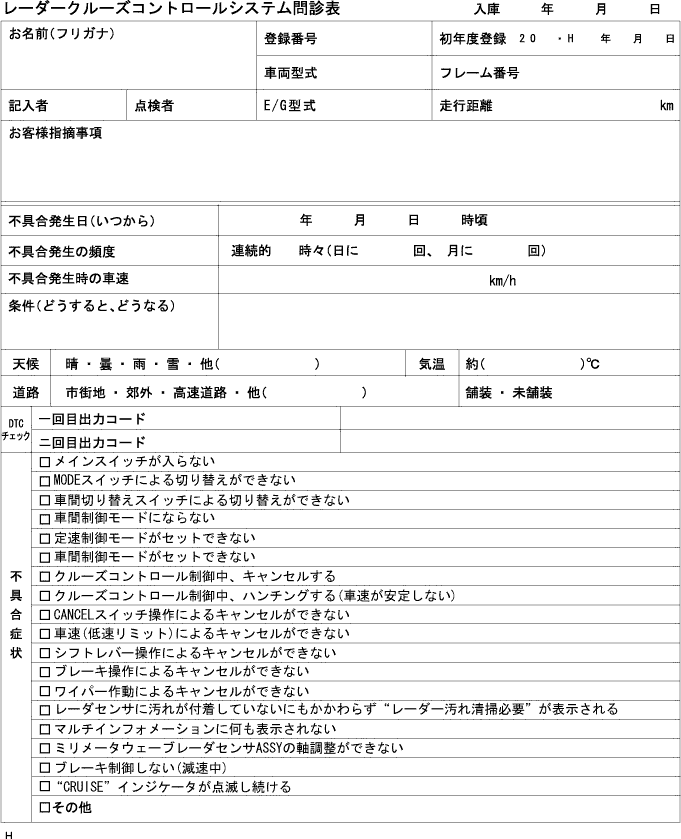 レーダークルーズコントロールシステム問診表 入庫 年 月 日
お名前(フリガナ) 登録番号 初年度登録 20 ・H 年 月 日
車両型式 フレーム番号
記入者 点検者 E/G型式 走行距離 km
お客様指摘事項
不具合発生日(いつから) 年 月 日 時頃
不具合発生の頻度 連続的 時々(日に 回、 月に 回)
不具合発生時の車速 km/h
条件(どうすると、どうなる)
天候 晴 ・ 曇 ・ 雨 ・ 雪 ・ 他( ) 気温 約( )℃
道路 市街地 ・ 郊外 ・ 高速道路 ・ 他( ) 舗装 ・ 未舗装
DTCチェック 一回目出力コード
二回目出力コード
不具合症状
□ メインスイッチが入らない
□ MODEスイッチによる切り替えができない
□ 車間切り替えスイッチによる切り替えができない
□ 車間制御モードにならない
□ 定速制御モードがセットできない
□ 車間制御モードがセットできない
□ クルーズコントロール制御中、キャンセルする
□ クルーズコントロール制御中、ハンチングする(車速が安定しない)
□ CANCELスイッチ操作によるキャンセルができない
□ 車速(低速リミット)によるキャンセルができない
□ シフトレバー操作によるキャンセルができない
□ ブレーキ操作によるキャンセルができない
□ ワイパー作動によるキャンセルができない
□ レーダセンサに汚れが付着していないにもかかわらず“レーダー汚れ清掃必要”が表示される
□ マルチインフォメーションに何も表示されない
□ ミリメータウェーブレーダセンサASSYの軸調整ができない
□ ブレーキ制御しない(減速中)
□ “CRUISE”インジケータが点滅し続ける
□その他
H